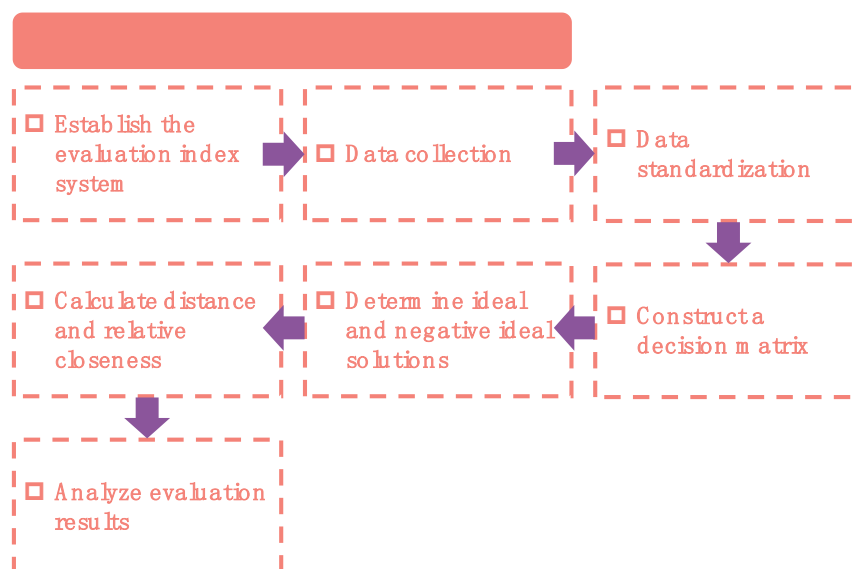 Establish the
evaluation index
system
Data collection
Data
standardization
Calculate distance
and relative
closeness
Determine ideal
and negative ideal
solutions
Construct a
decision matrix
Analyze evaluation
results